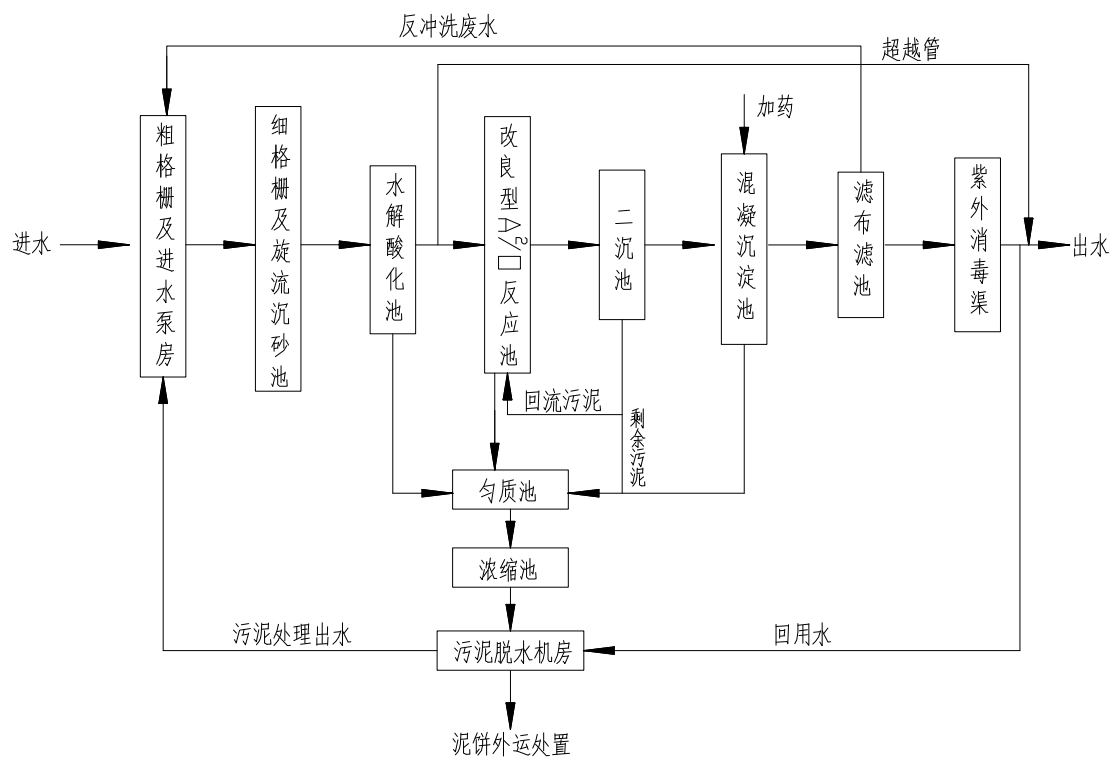 反冲洗废水
超越管
加药
进水
粗格栅及进水泵房
细格栅及旋流沉砂池
水解酸化池
改良型A²/O反应池
二沉池
混凝沉淀池
滤布滤池
紫外消毒渠
出水
回流污泥
剩余污泥
匀质池
浓缩池
污泥处理出水
污泥脱水机房
回用水
泥饼外运处置